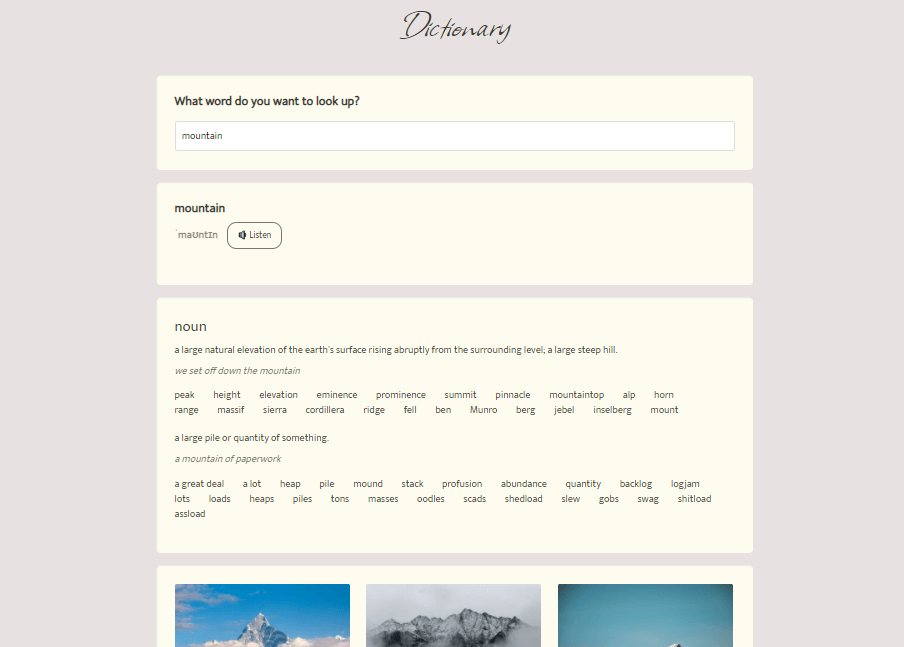 Dictionary
What word do you want to look up?
mountain
mountain
ˈmaʊntɪn Listen
noun
a large natural elevation of the earth's surface rising abruptly from the surrounding level; a large steep hill.
we set off down the mountain
peak height elevation eminence prominence summit pinnacle mountaintop alp horn
range massif sierra cordillera ridge fell ben Munro berg jebel inselberg mount
a large pile or quantity of something.
a mountain of paperwork
a great deal a lot heap pile mound stack profusion abundance quantity backlog logjam
lots loads heaps piles tons masses oodles scads shedload slew gobs swag shitload
assload